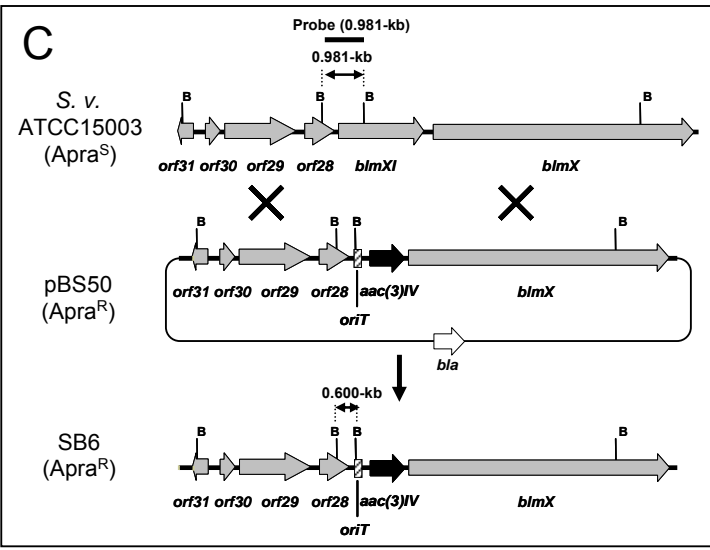 C
Probe (0.981-kb)
0.981-kb
B B B B
S. v.
ATCC15003
(Apra^S)
orf31 orf30 orf29 orf28 blmXI blmX
B B B B
pBS50
(Apra^R)
orf31 orf30 orf29 orf28 aac(3)IV blmX
oriT
bla
0.600-kb
B B B B
SB6
(Apra^R)
orf31 orf30 orf29 orf28 aac(3)IV blmX
oriT